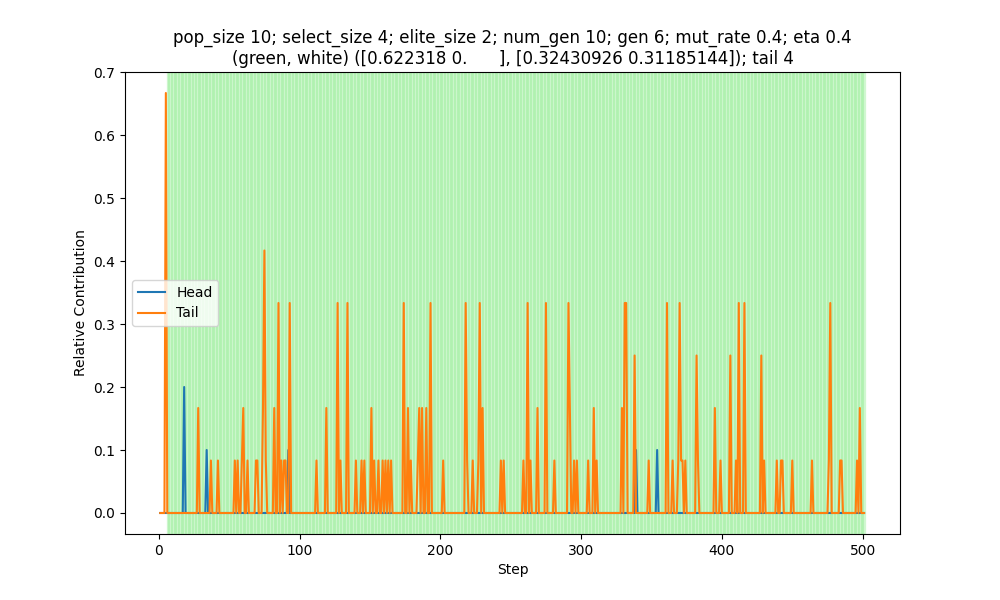 pop_size 10; select_size 4; elite_size 2; num_gen 10; gen 6; mut_rate 0.4; eta 0.4
(green, white) ([0.622318 0.      ], [0.32430926 0.31185144]); tail 4
0.7
0.6
0.5
0.4
0.3
0.2
0.1
0.0
Relative Contribution
Head
Tail
0
100
200
300
400
500
Step